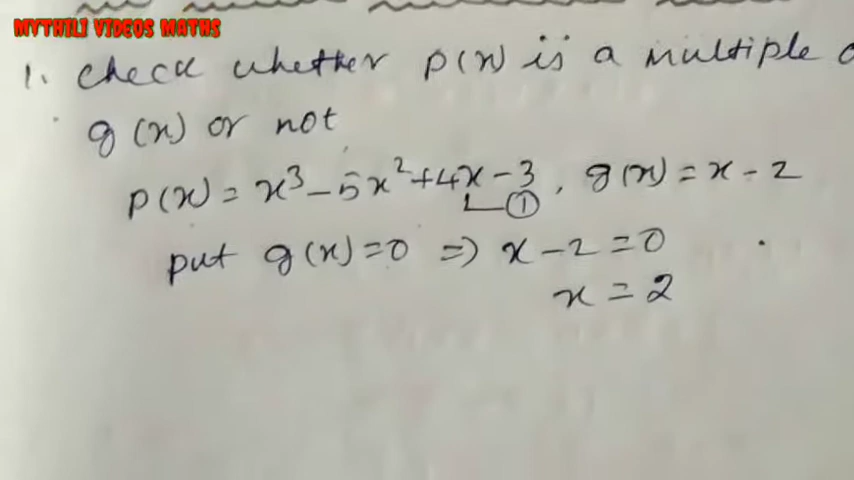 MYTHILI VIDEOS MATHS
1. check whether p(x) is a multiple
g(x) or not
p(x) = x³ - 5x² + 4x - 3, g(x) = x - 2
①
put g(x) = 0 => x - 2 = 0
x = 2